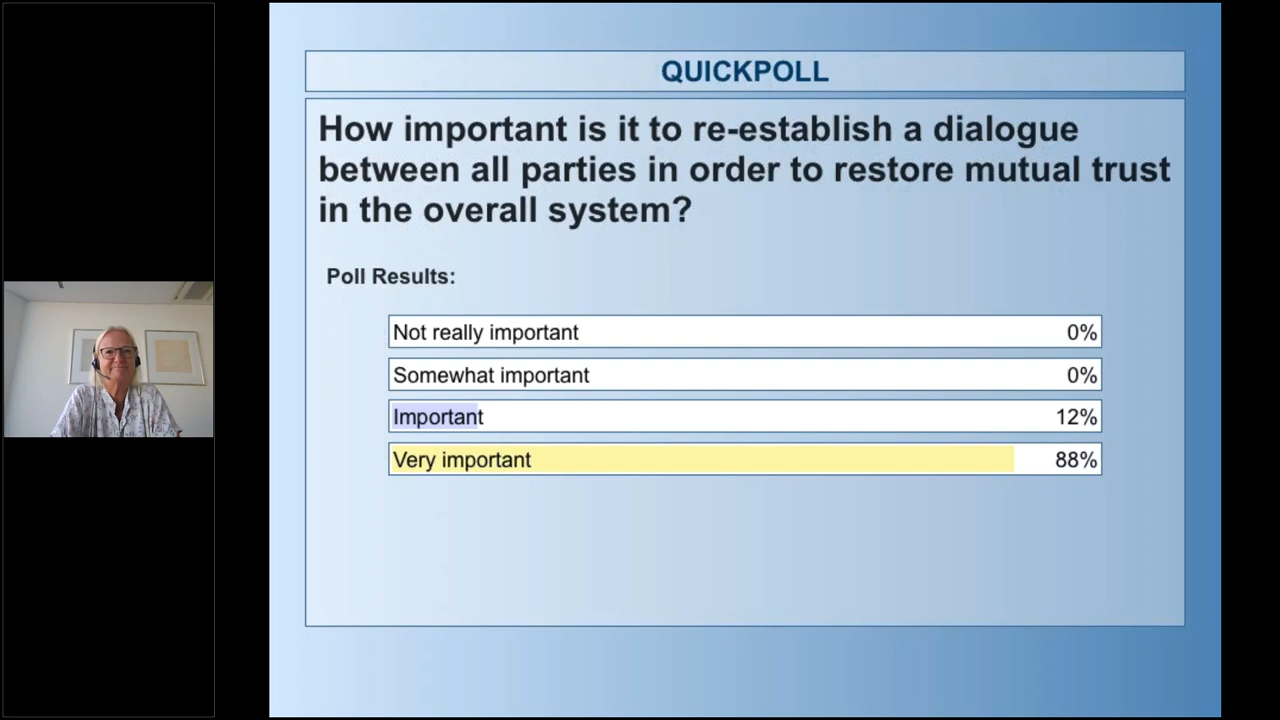 QUICKPOLL
How important is it to re-establish a dialogue
between all parties in order to restore mutual trust
in the overall system?
Poll Results:
Not really important 0%
Somewhat important 0%
Important 12%
Very important 88%